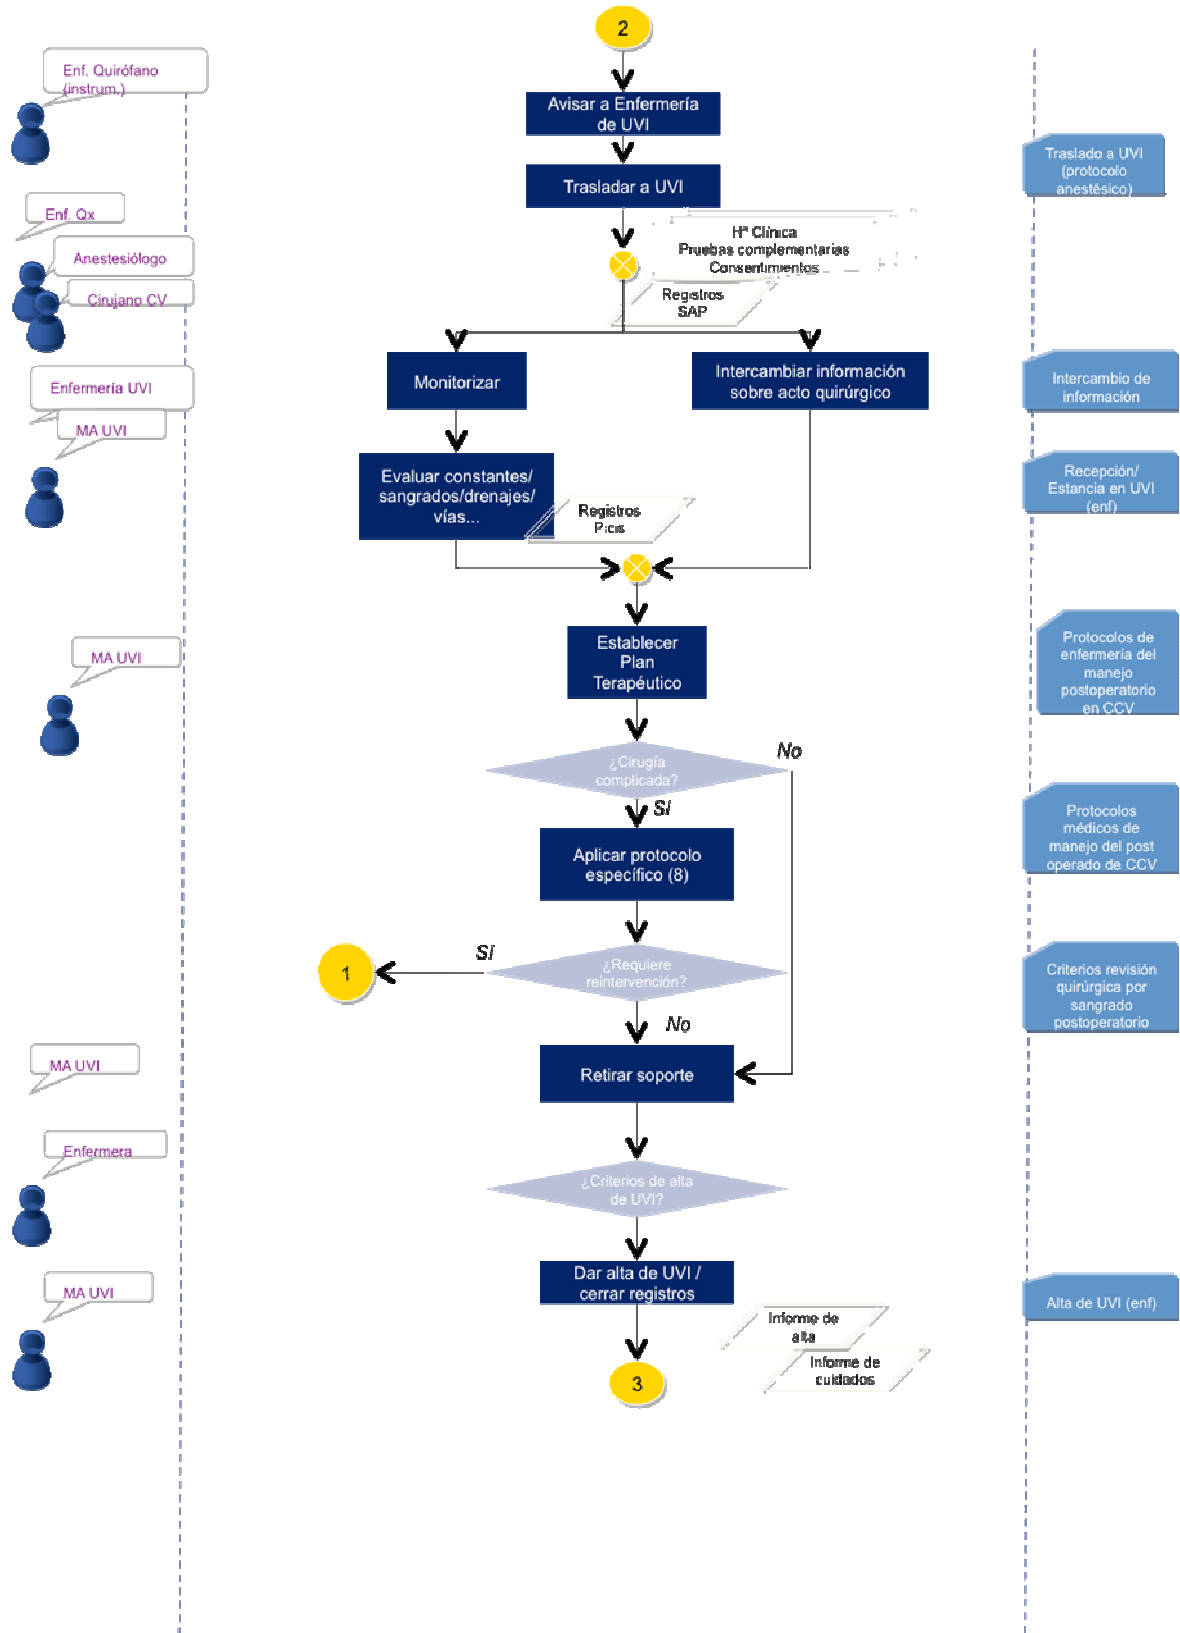 2
Enf. Quirófano
(instrum.)
Avisar a Enfermería
de UVI
Traslado a UVI
(protocolo
anestésico)
Trasladar a UVI
Enf. Qx
Hª Clínica
Pruebas complementarias
Consentimientos
Anestesiólogo
Cirujano CV
Registros
SAP
Monitorizar
Intercambiar información
sobre acto quirúrgico
Intercambio de
información
Enfermería UVI
MA UVI
Evaluar constantes/
sangrados/drenajes/
vías...
Registros
Picis
Recepción/
Estancia en UVI
(enf)
Establecer
Plan
Terapéutico
Protocolos de
enfermería del
manejo
postoperatorio
en CCV
MA UVI
No
¿Cirugía
complicada?
Sí
Protocolos
médicos de
manejo del post
operado de CCV
Aplicar protocolo
específico (8)
Sí
1
¿Requiere
reintervención?
Criterios revisión
quirúrgica por
sangrado
postoperatorio
No
MA UVI
Retirar soporte
Enfermera
¿Criterios de alta
de UVI?
MA UVI
Dar alta de UVI /
cerrar registros
Alta de UVI (enf)
Informe de
alta
Informe de
cuidados
3